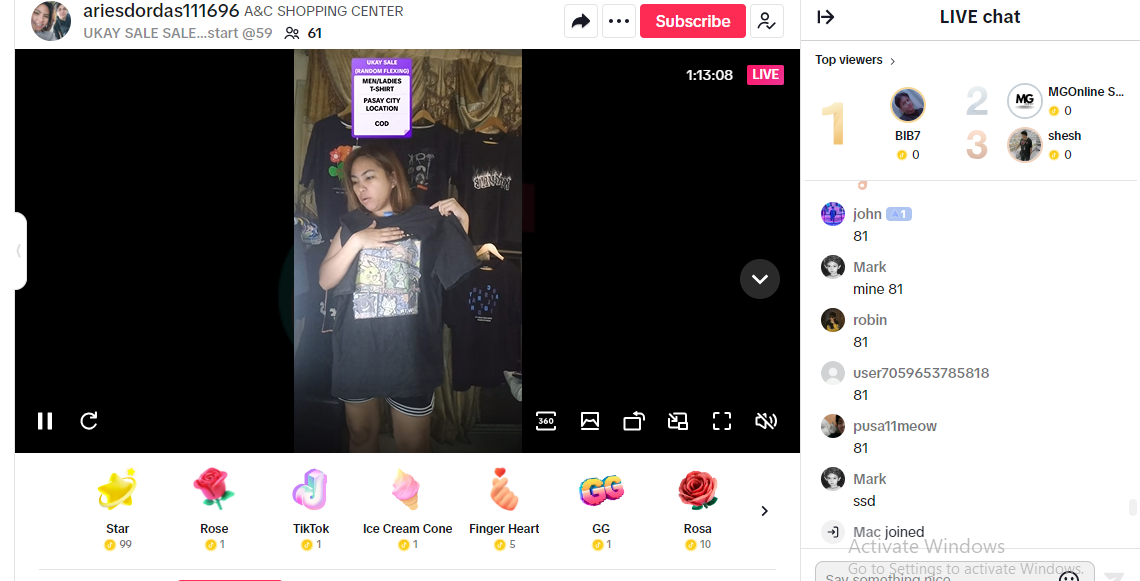 ariesdordas111696 A&C SHOPPING CENTER
UKAY SALE SALE...start @59 61
Subscribe
LIVE chat
1:13:08 LIVE
UKAY SALE
(RANDOM FLEXING)
MEN/LADIES
T-SHIRT
PASAY CITY
LOCATION
COD
360
Star
99
Rose
1
TikTok
1
Ice Cream Cone
1
Finger Heart
5
GG
GG
1
Rosa
10
Top viewers
1
BIB7
0
2
MG
MGOnline S...
0
3
shesh
0
john 1
81
Mark
mine 81
robin
81
user7059653785818
81
pusa11meow
81
Mark
ssd
Mac joined
Activate Windows
Go to Settings to activate Windows.
Say something nice